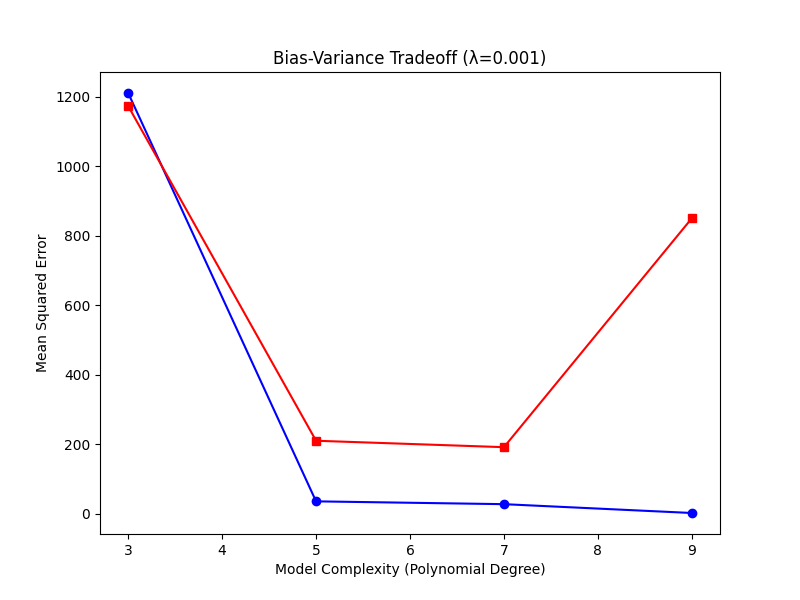 Bias-Variance Tradeoff (λ=0.001)
Mean Squared Error
1200
1000
800
600
400
200
0
3 4 5 6 7 8 9
Model Complexity (Polynomial Degree)